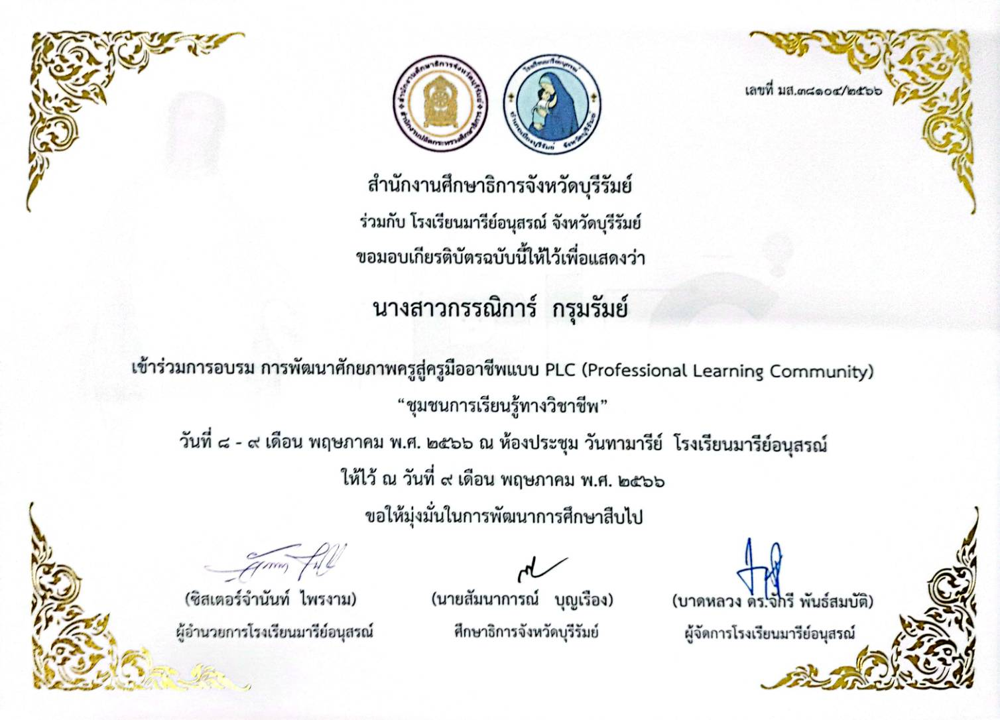 สำนักงานศึกษาธิการจังหวัดบุรีรัมย์
สำนักงานปลัดกระทรวงศึกษาธิการ
โรงเรียนมารีย์อนุสรณ์
อำเภอเมืองบุรีรัมย์ จังหวัดบุรีรัมย์
เลขที่ มส.๓๘๑๐๔/๒๕๖๖
สำนักงานศึกษาธิการจังหวัดบุรีรัมย์
ร่วมกับ โรงเรียนมารีย์อนุสรณ์ จังหวัดบุรีรัมย์
ขอมอบเกียรติบัตรฉบับนี้ให้ไว้เพื่อแสดงว่า
นางสาวกรรณิการ์ กรุมรัมย์
เข้าร่วมการอบรม การพัฒนาศักยภาพครูสู่ครูมืออาชีพแบบ PLC (Professional Learning Community)
“ชุมชนการเรียนรู้ทางวิชาชีพ”
วันที่ ๘ - ๙ เดือน พฤษภาคม พ.ศ. ๒๕๖๖ ณ ห้องประชุม วันทามารีย์ โรงเรียนมารีย์อนุสรณ์
ให้ไว้ ณ วันที่ ๙ เดือน พฤษภาคม พ.ศ. ๒๕๖๖
ขอให้มุ่งมั่นในการพัฒนาการศึกษาสืบไป
(ซิสเตอร์จำนันท์ ไพรงาม) (นายสัมนาการณ์ บุญเรือง) (บาดหลวง ดร.จักรี พันธ์สมบัติ)
ผู้อำนวยการโรงเรียนมารีย์อนุสรณ์ ศึกษาธิการจังหวัดบุรีรัมย์ ผู้จัดการโรงเรียนมารีย์อนุสรณ์